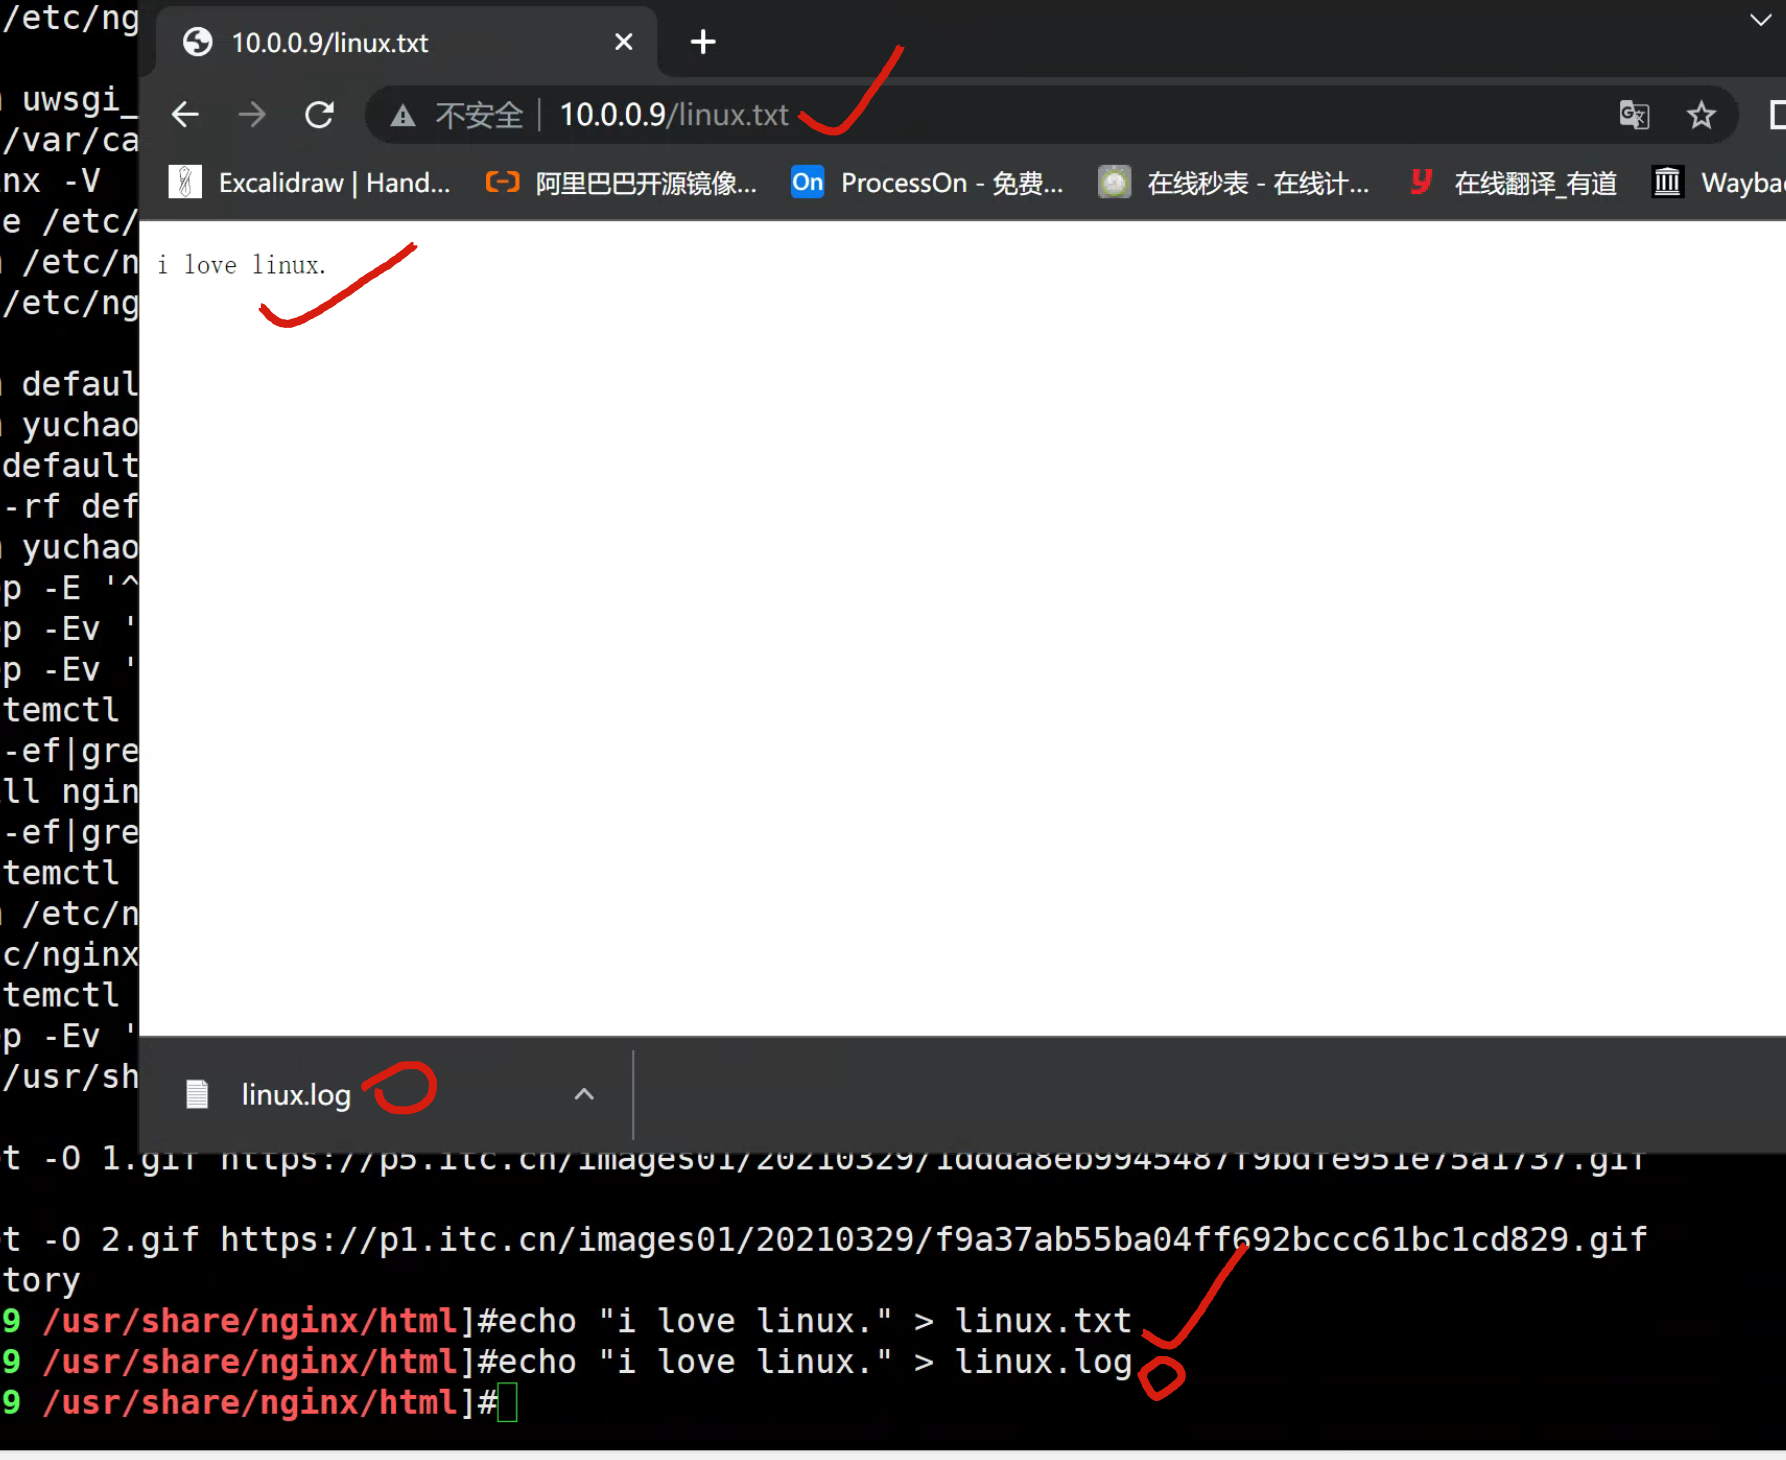 /etc/ng
10.0.0.9/linux.txt
uwsgi_
不安全 10.0.0.9/linux.txt
/var/ca
nx -V
Excalidraw | Hand... 阿里巴巴开源镜像... On ProcessOn - 免费... 在线秒表 - 在线计... y 在线翻译_有道 Wayba
e /etc/
/etc/n
i love linux.
/etc/ng
defaul
yuchao
default
-rf def
yuchao
p -E '^
p -Ev '
p -Ev '
temctl
-ef|gre
ll ngin
-ef|gre
temctl
/etc/n
c/nginx
temctl
p -Ev '
/usr/sh
linux.log
t -O 1.gif https://p5.itc.cn/images01/20210329/1ddda8eb9945487f9bdfe951e75a1737.gif
t -O 2.gif https://p1.itc.cn/images01/20210329/f9a37ab55ba04ff692bccc61bc1cd829.gif
tory
9 /usr/share/nginx/html]#echo "i love linux." > linux.txt
9 /usr/share/nginx/html]#echo "i love linux." > linux.log
9 /usr/share/nginx/html]#